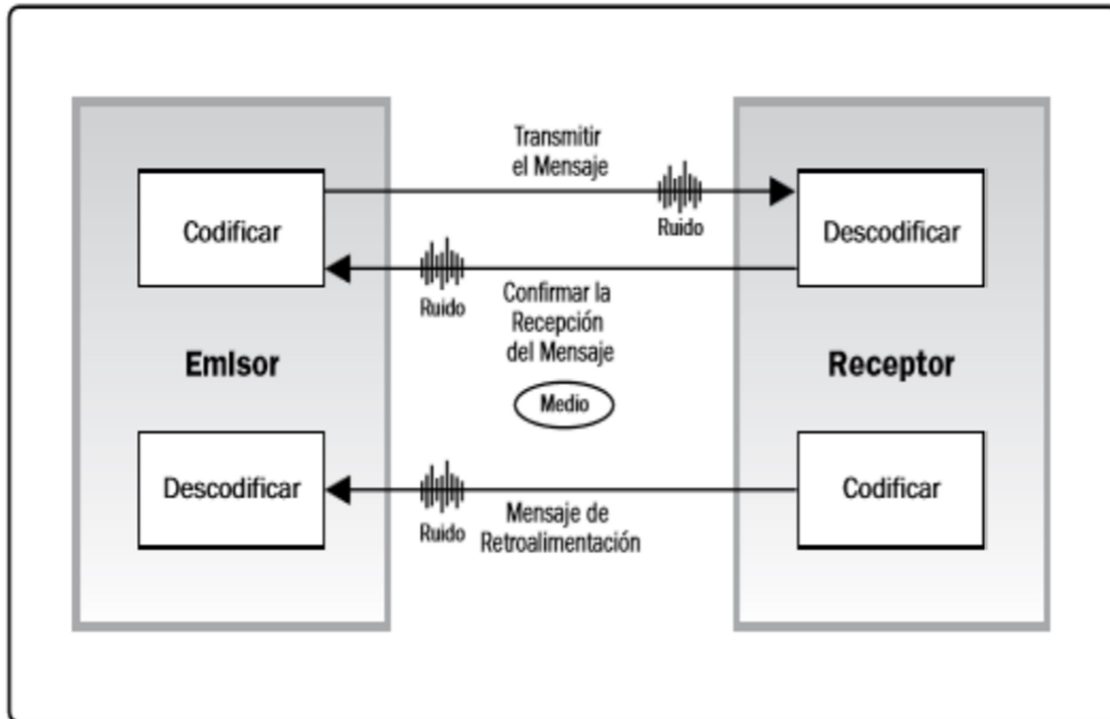 Transmitir
el Mensaje
Ruido
Codificar
Descodificar
Ruido
Confirmar la
Recepción
del Mensaje
EmIsor
Receptor
Medio
Descodificar
Codificar
Ruido
Mensaje de
Retroalimentación